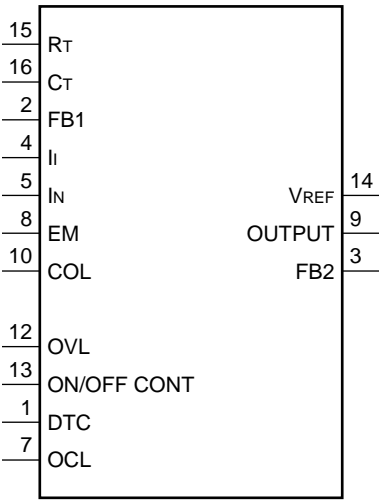 15 RT
16 CT
2 FB1
4 II
5 IN
VREF 14
8 EM
OUTPUT 9
10 COL
FB2 3
12 OVL
13 ON/OFF CONT
1 DTC
7 OCL